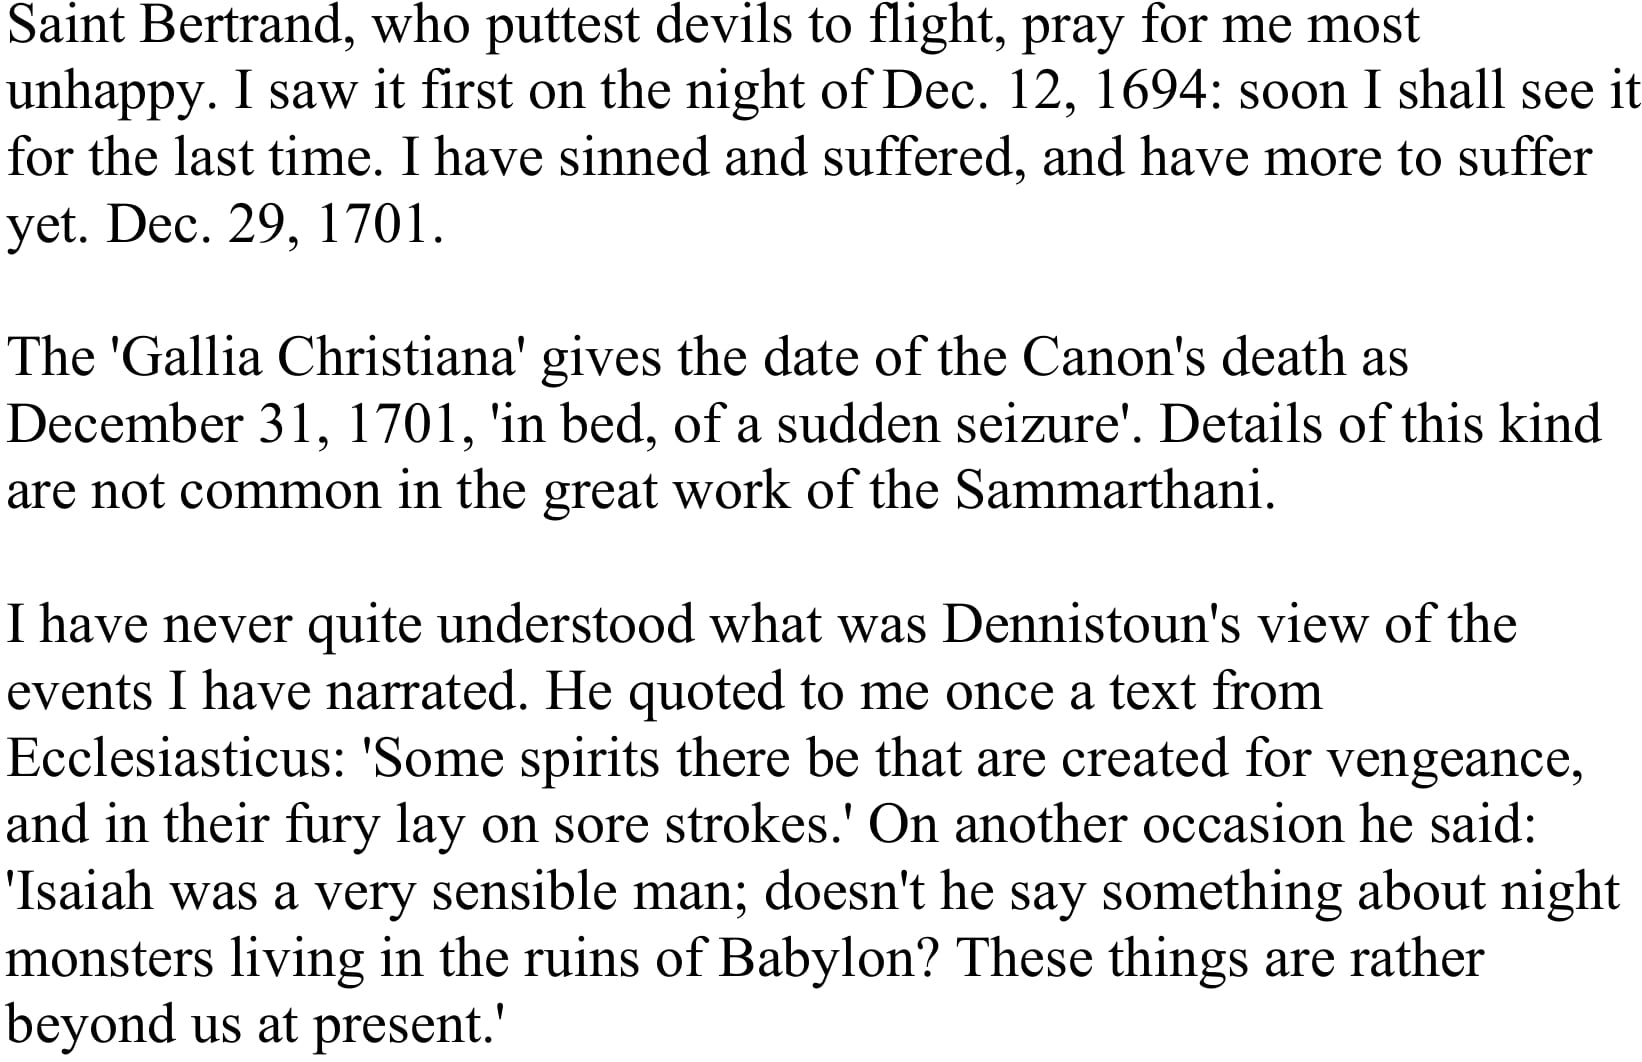 Saint Bertrand, who puttest devils to flight, pray for me most
unhappy. I saw it first on the night of Dec. 12, 1694: soon I shall see it
for the last time. I have sinned and suffered, and have more to suffer
yet. Dec. 29, 1701.

The 'Gallia Christiana' gives the date of the Canon's death as
December 31, 1701, 'in bed, of a sudden seizure'. Details of this kind
are not common in the great work of the Sammarthani.

I have never quite understood what was Dennistoun's view of the
events I have narrated. He quoted to me once a text from
Ecclesiasticus: 'Some spirits there be that are created for vengeance,
and in their fury lay on sore strokes.' On another occasion he said:
'Isaiah was a very sensible man; doesn't he say something about night
monsters living in the ruins of Babylon? These things are rather
beyond us at present.'